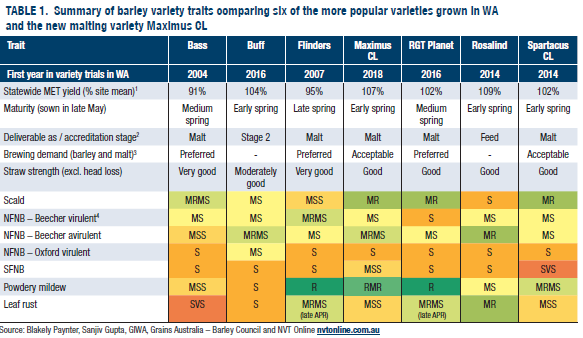 TABLE 1. Summary of barley variety traits comparing six of the more popular varieties grown in WA
and the new malting variety Maximus CL
Trait Bass Buff Flinders Maximus CL RGT Planet Rosalind Spartacus CL
First year in variety trials in WA 2004 2016 2007 2018 2016 2014 2014
Statewide MET yield (% site mean)¹ 91% 104% 95% 107% 102% 109% 102%
Maturity (sown in late May) Medium spring Early spring Late spring Early spring Medium spring Early spring Early spring
Deliverable as / accreditation stage² Malt Stage 2 Malt Malt Malt Feed Malt
Brewing demand (barley and malt)³ Preferred - Preferred Acceptable Preferred - Acceptable
Straw strength (excl. head loss) Very good Moderately good Very good Good Good Good Good
Scald MRMS MS MSS MR MR S MR
NFNB – Beecher virulent⁴ MS MS MRMS MS S MS MS
NFNB – Beecher avirulent MSS MRMS MS MRMS MS MR MS
NFNB – Oxford virulent S MS S S S S S
SFNB S S S MSS S S SVS
Powdery mildew MSS S R RMR R MS MRMS
Leaf rust SVS S MRMS (late APR) MSS MRMS (late APR) MR MSS
Source: Blakely Paynter, Sanjiv Gupta, GIWA, Grains Australia – Barley Council and NVT Online nvtonline.com.au